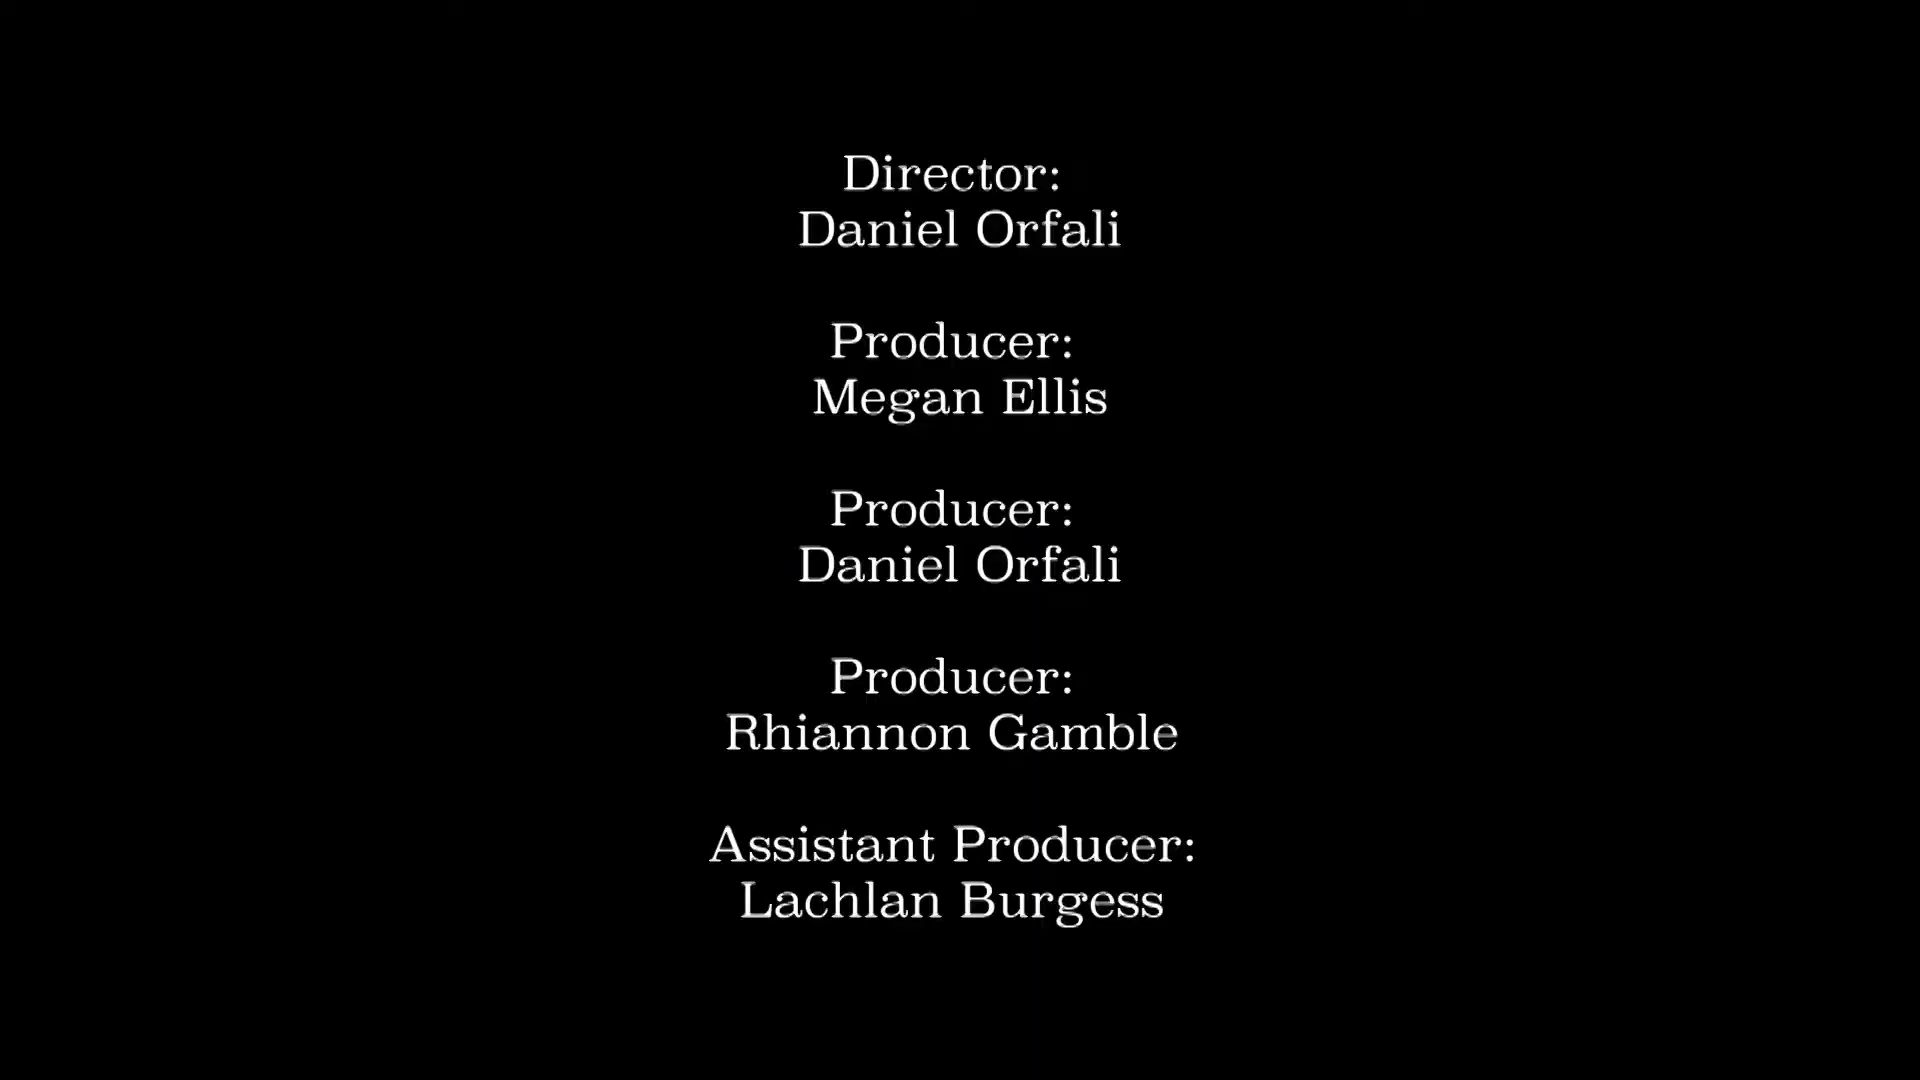 Director:
Daniel Orfali
Producer:
Megan Ellis
Producer:
Daniel Orfali
Producer:
Rhiannon Gamble
Assistant Producer:
Lachlan Burgess